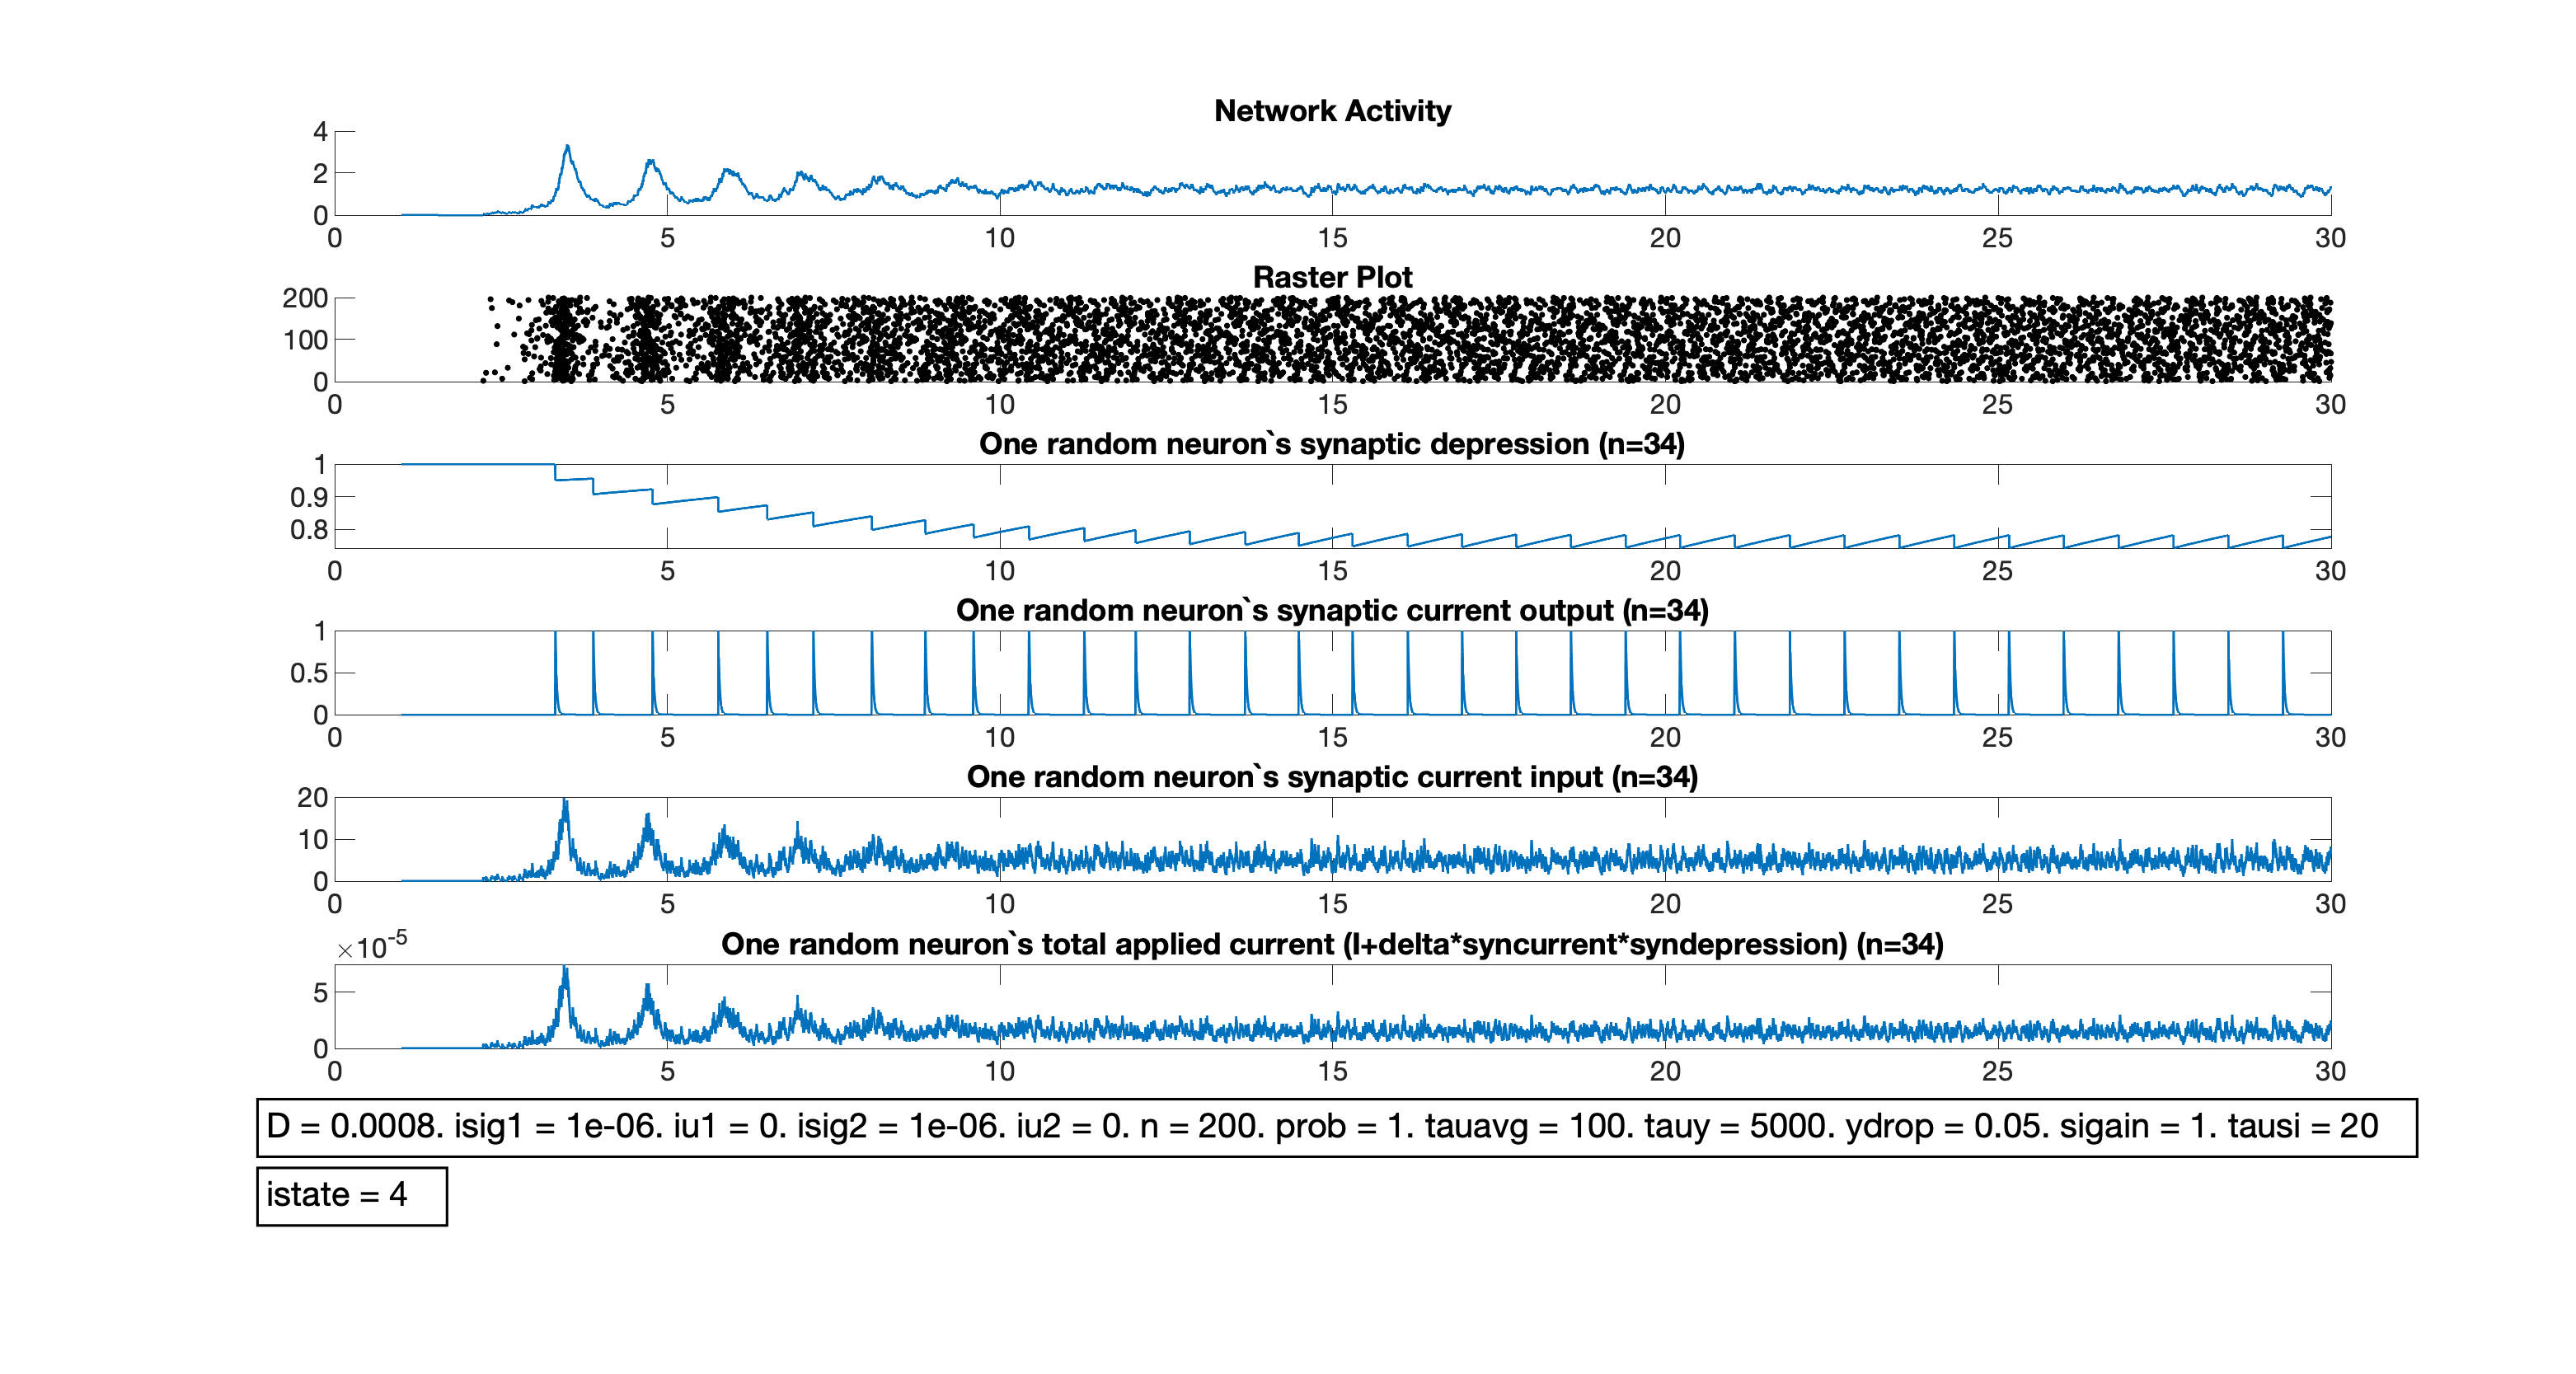 Network Activity
4
2
0
0 5 10 15 20 25 30
Raster Plot
200
100
0
0 5 10 15 20 25 30
One random neuron`s synaptic depression (n=34)
1
0.9
0.8
0 5 10 15 20 25 30
One random neuron`s synaptic current output (n=34)
1
0.5
0
0 5 10 15 20 25 30
One random neuron`s synaptic current input (n=34)
20
10
0
0 5 10 15 20 25 30
×10-5 One random neuron`s total applied current (I+delta*syncurrent*syndepression) (n=34)
5
0
0 5 10 15 20 25 30
D = 0.0008. isig1 = 1e-06. iu1 = 0. isig2 = 1e-06. iu2 = 0. n = 200. prob = 1. tauavg = 100. tauy = 5000. ydrop = 0.05. sigain = 1. tausi = 20
istate = 4